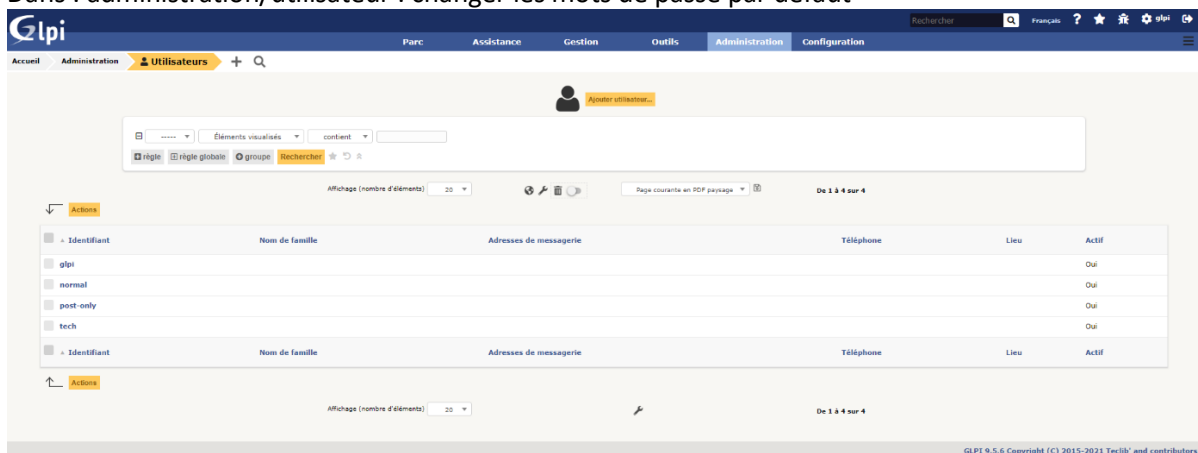 Dans l'administration/utilisateur : changer les mots de passe par défaut
Glpi
Rechercher Français ? glpi
Parc Assistance Gestion Outils Administration Configuration
Accueil Administration Utilisateurs +
Ajouter utilisateur...
----- Éléments visualisés contient
règle règle globale groupe Rechercher
Affichage (nombre d'éléments) 20 Page courante en PDF paysage De 1 à 4 sur 4
Actions
Identifiant Nom de famille Adresses de messagerie Téléphone Lieu Actif
glpi Oui
normal Oui
post-only Oui
tech Oui
Identifiant Nom de famille Adresses de messagerie Téléphone Lieu Actif
Actions
Affichage (nombre d'éléments) 20 De 1 à 4 sur 4
GLPI 9.5.6 Copyright (C) 2015-2021 Teclib' and contributors